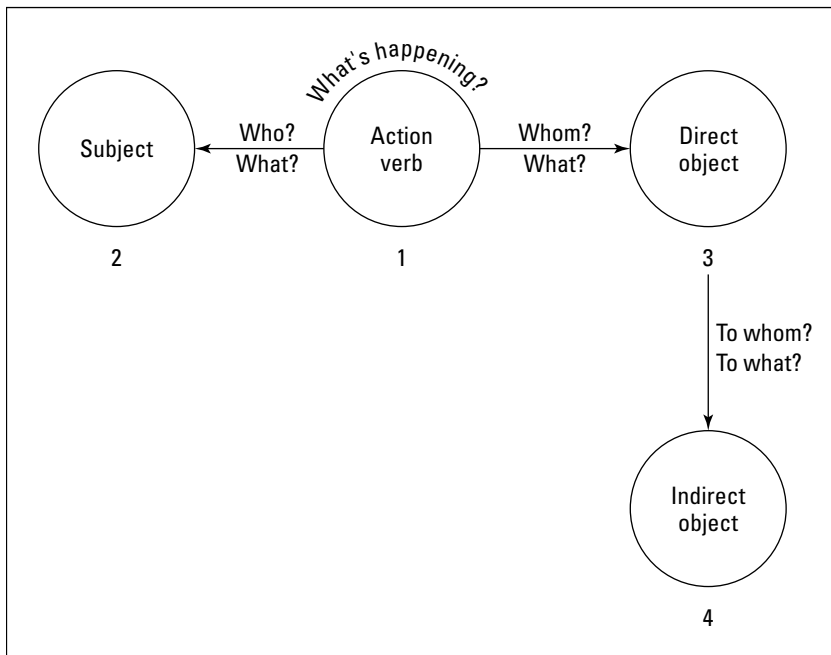 What's happening?
Subject
Who?
What?
Action
verb
Whom?
What?
Direct
object
2
1
3
To whom?
To what?
Indirect
object
4